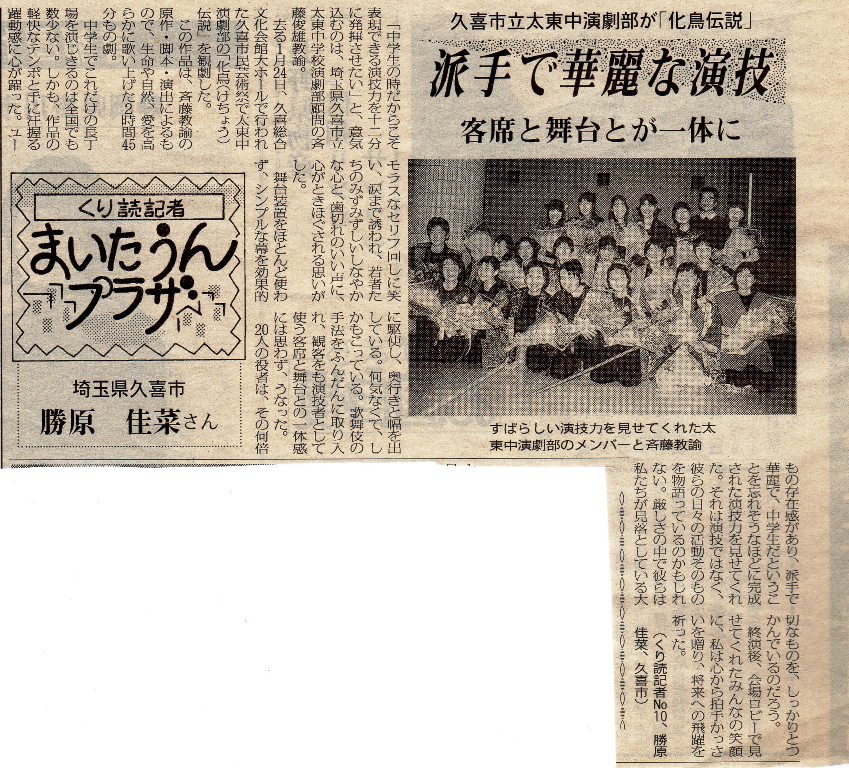 久喜市立太東中演劇部が「化鳥伝説」
派手で華麗な演技
客席と舞台とが一体に
「中学生の時だからこそ
表現できる演技力を十二分
に発揮させたい」と、意気
込むのは、埼玉県久喜市立
太東中学校演劇部顧問の斉
藤俊雄教諭。
去る1月24日、久喜総合
文化会館大ホールで行われ
た久喜市民芸術祭で太東中
演劇部の「化鳥（けちょう）
伝説」を観劇した。
この作品は、斉藤教諭の
原作・脚本・演出によるも
ので、生命や自然、愛を高
らかに歌い上げた2時間45
分もの劇。
中学生でこれだけの長丁
場を演じきるのは全国でも
数少ない。しかも、作品の
軽快なテンポと手に汗握る
躍動感に心が躍った。ユー
モラスなセリフ回しに笑
い、涙まで誘われ、若者た
ちのみずみずしいしなやか
な心と、歯切れのいい声に、
心がときほぐされる思いが
した。
舞台装置をほとんど使わ
ず、シンプルな幕を効果的
に駆使し、奥行きと幅を出
している。何気なくて、し
かもこっている。歌舞伎の
手法をふんだんに取り入
れ、観客をも演技者として
使う客席と舞台との一体感
には思わず、うなった。
20人の役者は、その何倍
もの存在感があり、派手で
華麗で、中学生だというこ
とを忘れそうなほどに完成
された演技力を見せてくれ
た。それは演技ではなく、
彼らの日々の活動そのもの
を物語っているのかもしれ
ない。厳しさの中で彼らは
私たちが見落としている大
切なものを、しっかりとつ
かんでいるのだろう。
終演後、会場ロビーで見
せてくれたみんなの笑顔
に、私は心から拍手かっさ
いを贈り、将来への飛躍を
祈った。
（くり読記者No10、勝原
佳菜、久喜市）
すばらしい演技力を見せてくれた太
東中演劇部のメンバーと斉藤教諭
くり読記者
まいたうん
プラザ
埼玉県久喜市
勝原 佳菜さん